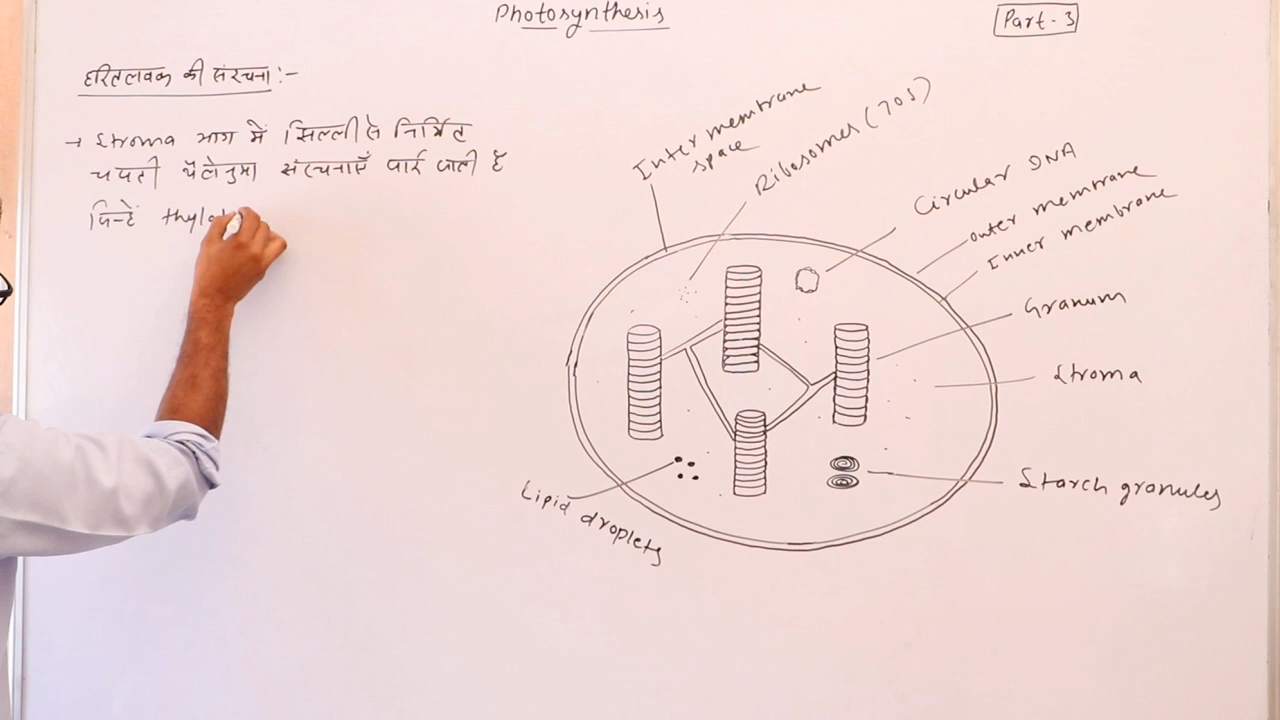 Photosynthesis
Part-3
हरितलवक की संरचना :-
→ Stroma भाग में झिल्ली से निर्मित
चपटी थैलीनुमा संरचनाएँ पाई जाती है
जिन्हें thyla
Inter membrane
space
Ribosomes (70S)
Circular DNA
outer membrane
Inner membrane
Granum
Stroma
Starch granules
Lipid droplets